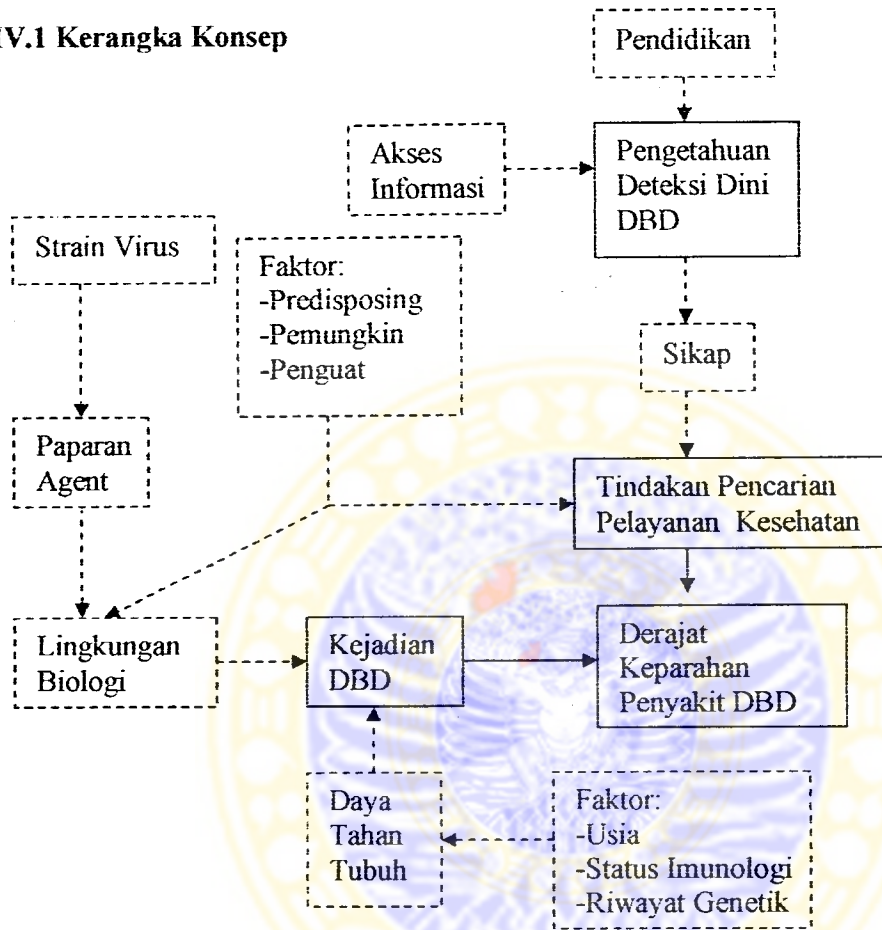 IV.1 Kerangka Konsep
Pendidikan
Akses
Informasi
Pengetahuan
Deteksi Dini
DBD
Strain Virus
Faktor:
-Predisposing
-Pemungkin
-Penguat
Sikap
Paparan
Agent
Tindakan Pencarian
Pelayanan Kesehatan
Lingkungan
Biologi
Kejadian
DBD
Derajat
Keparahan
Penyakit DBD
Daya
Tahan
Tubuh
Faktor:
-Usia
-Status Imunologi
-Riwayat Genetik